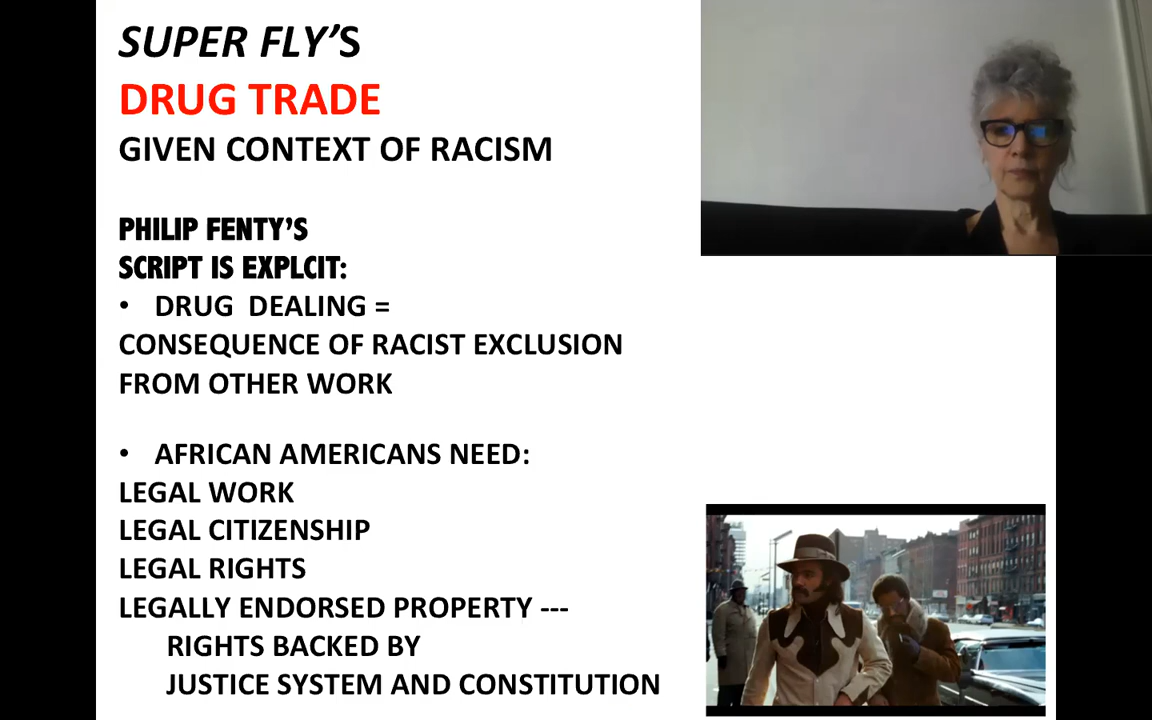 SUPER FLY'S
DRUG TRADE
GIVEN CONTEXT OF RACISM
PHILIP FENTY'S
SCRIPT IS EXPLCIT:
• DRUG DEALING =
CONSEQUENCE OF RACIST EXCLUSION
FROM OTHER WORK
• AFRICAN AMERICANS NEED:
LEGAL WORK
LEGAL CITIZENSHIP
LEGAL RIGHTS
LEGALLY ENDORSED PROPERTY ---
RIGHTS BACKED BY
JUSTICE SYSTEM AND CONSTITUTION